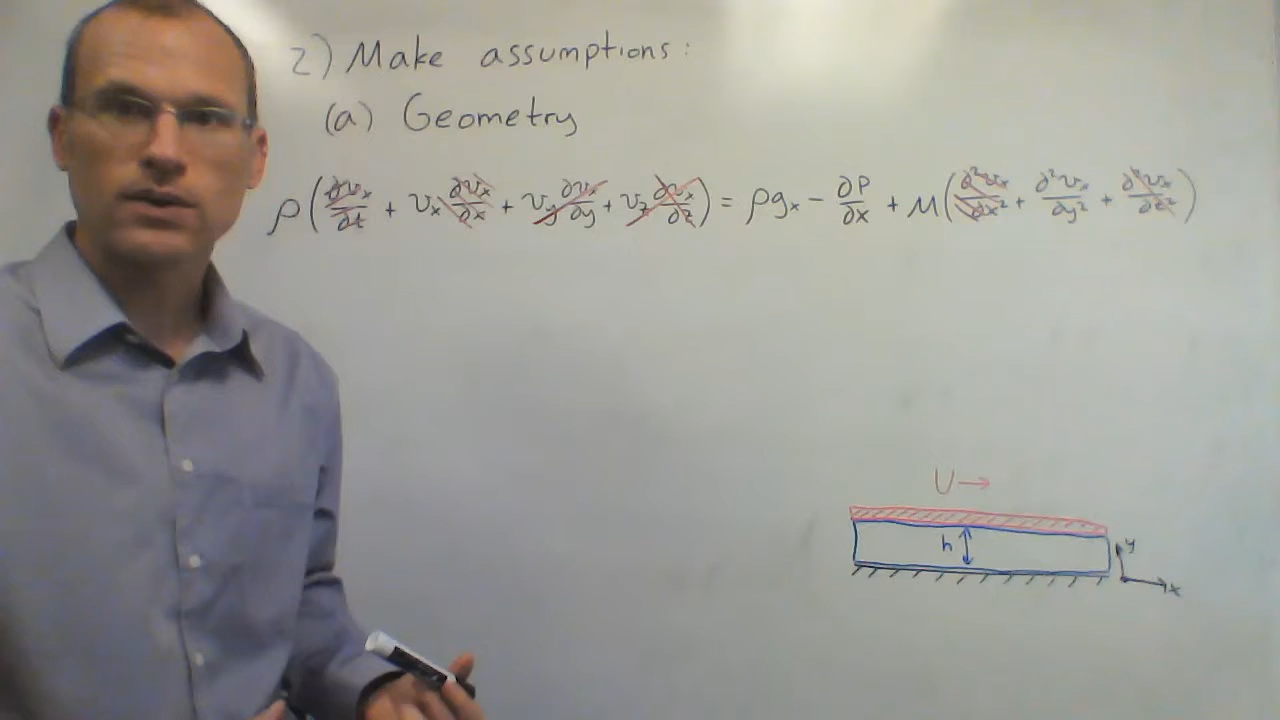 2) Make assumptions:
(a) Geometry
ρ(∂vₓ/∂t + vₓ ∂vₓ/∂x + v_y ∂vₓ/∂y + v_z ∂vₓ/∂z) = ρgₓ − ∂P/∂x + μ(∂²vₓ/∂x² + ∂²vₓ/∂y² + ∂²vₓ/∂z²)
U→
h
y
x